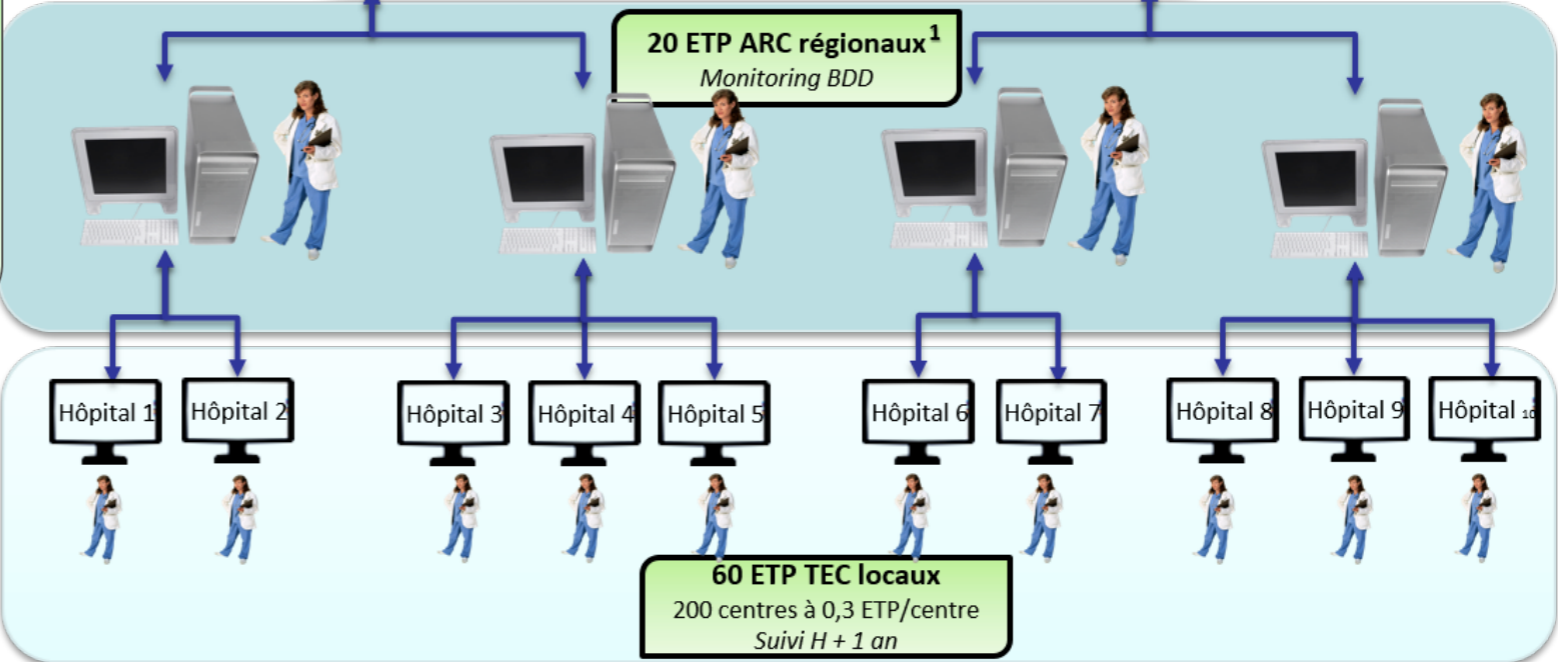 20 ETP ARC régionaux¹
Monitoring BDD
Hôpital 1
Hôpital 2
Hôpital 3
Hôpital 4
Hôpital 5
Hôpital 6
Hôpital 7
Hôpital 8
Hôpital 9
Hôpital 10
60 ETP TEC locaux
200 centres à 0,3 ETP/centre
Suivi H + 1 an